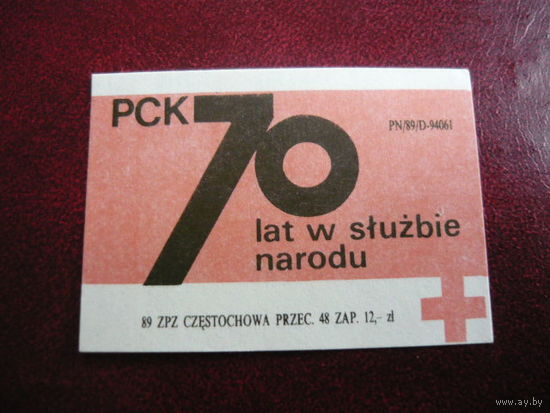 PCK 70
PN/89/D-94061
lat w służbie
narodu
89 ZPZ CZĘSTOCHOWA PRZEC. 48 ZAP. 12,- zł
www.ay.by